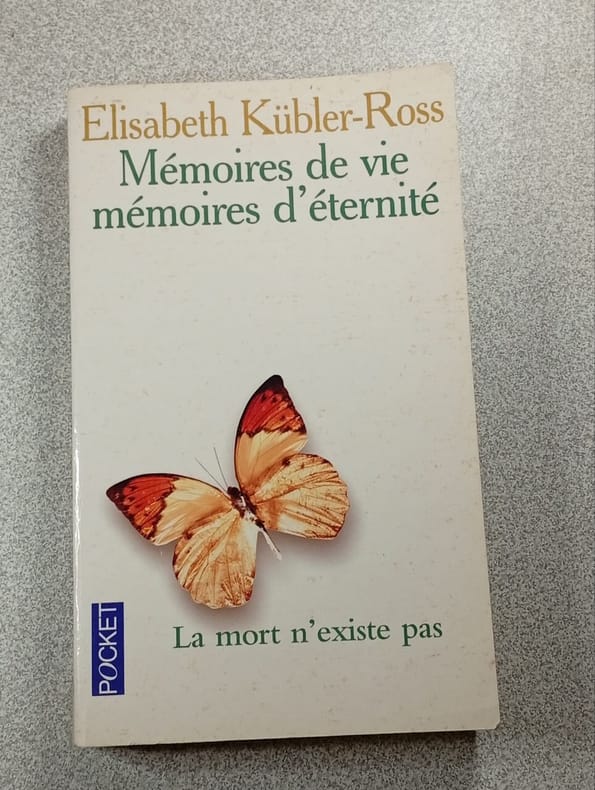 Elisabeth Kübler-Ross
Mémoires de vie
mémoires d'éternité
La mort n'existe pas
POCKET